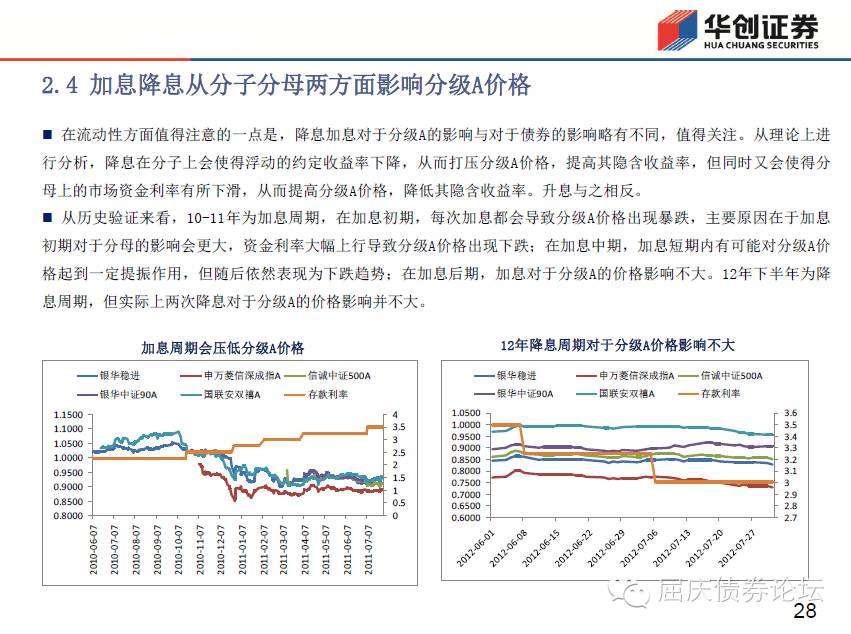 华创证券
HUA CHUANG SECURITIES
2.4 加息降息从分子分母两方面影响分级A价格
■ 在流动性方面值得注意的一点是，降息加息对于分级A的影响与对于债券的影响略有不同，值得关注。从理论上进
行分析，降息在分子上会使得浮动的约定收益率下降，从而打压分级A价格，提高其隐含收益率，但同时又会使得分
母上的市场资金利率有所下滑，从而提高分级A价格，降低其隐含收益率。升息与之相反。
■ 从历史验证来看，10-11年为加息周期，在加息初期，每次加息都会导致分级A价格出现暴跌，主要原因在于加息
初期对于分母的影响会更大，资金利率大幅上行导致分级A价格出现下跌；在加息中期，加息短期内有可能对分级A价
格起到一定提振作用，但随后依然表现为下跌趋势；在加息后期，加息对于分级A的价格影响不大。12年下半年为降
息周期，但实际上两次降息对于分级A的价格影响并不大。
加息周期会压低分级A价格
银华稳进 申万菱信深成指A 信诚中证500A
银华中证90A 国联安双禧A 存款利率
1.1500 4
1.1000 3.5
1.0500 3
1.0000 2.5
0.9500 2
0.9000 1.5
0.8500 1
0.8000 0.5
0
2010-06-07
2010-07-07
2010-08-07
2010-09-07
2010-10-07
2010-11-07
2010-12-07
2011-01-07
2011-02-07
2011-03-07
2011-04-07
2011-05-07
2011-06-07
2011-07-07
12年降息周期对于分级A价格影响不大
银华稳进 申万菱信深成指A 信诚中证500A
银华中证90A 国联安双禧A 存款利率
1.0500 3.6
1.0000 3.5
0.9500 3.4
0.9000 3.3
0.8500 3.2
0.8000 3.1
0.7500 3
0.7000 2.9
0.6500 2.8
0.6000 2.7
2012-06-01
2012-06-08
2012-06-15
2012-06-22
2012-06-29
2012-07-06
2012-07-13
2012-07-20
2012-07-27
屈庆债券论坛
28